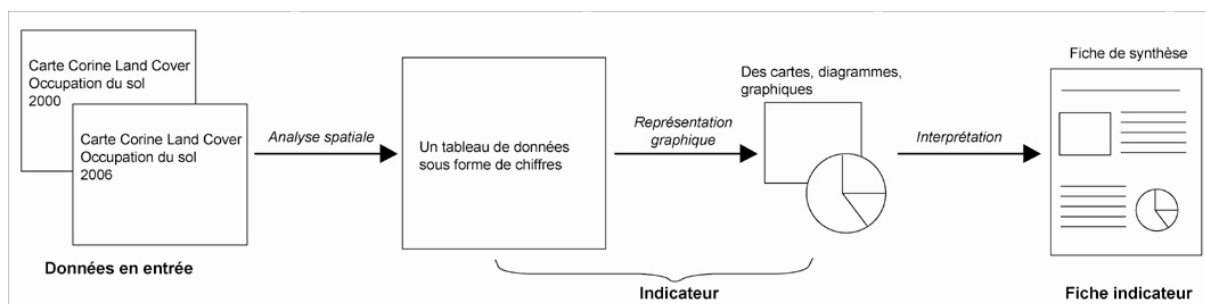 Carte Corine Land Cover
Occupation du sol
2000
Carte Corine Land Cover
Occupation du sol
2006
Données en entrée
Analyse spatiale
Un tableau de données
sous forme de chiffres
Représentation
graphique
Des cartes, diagrammes,
graphiques
Indicateur
Interprétation
Fiche de synthèse
Fiche indicateur